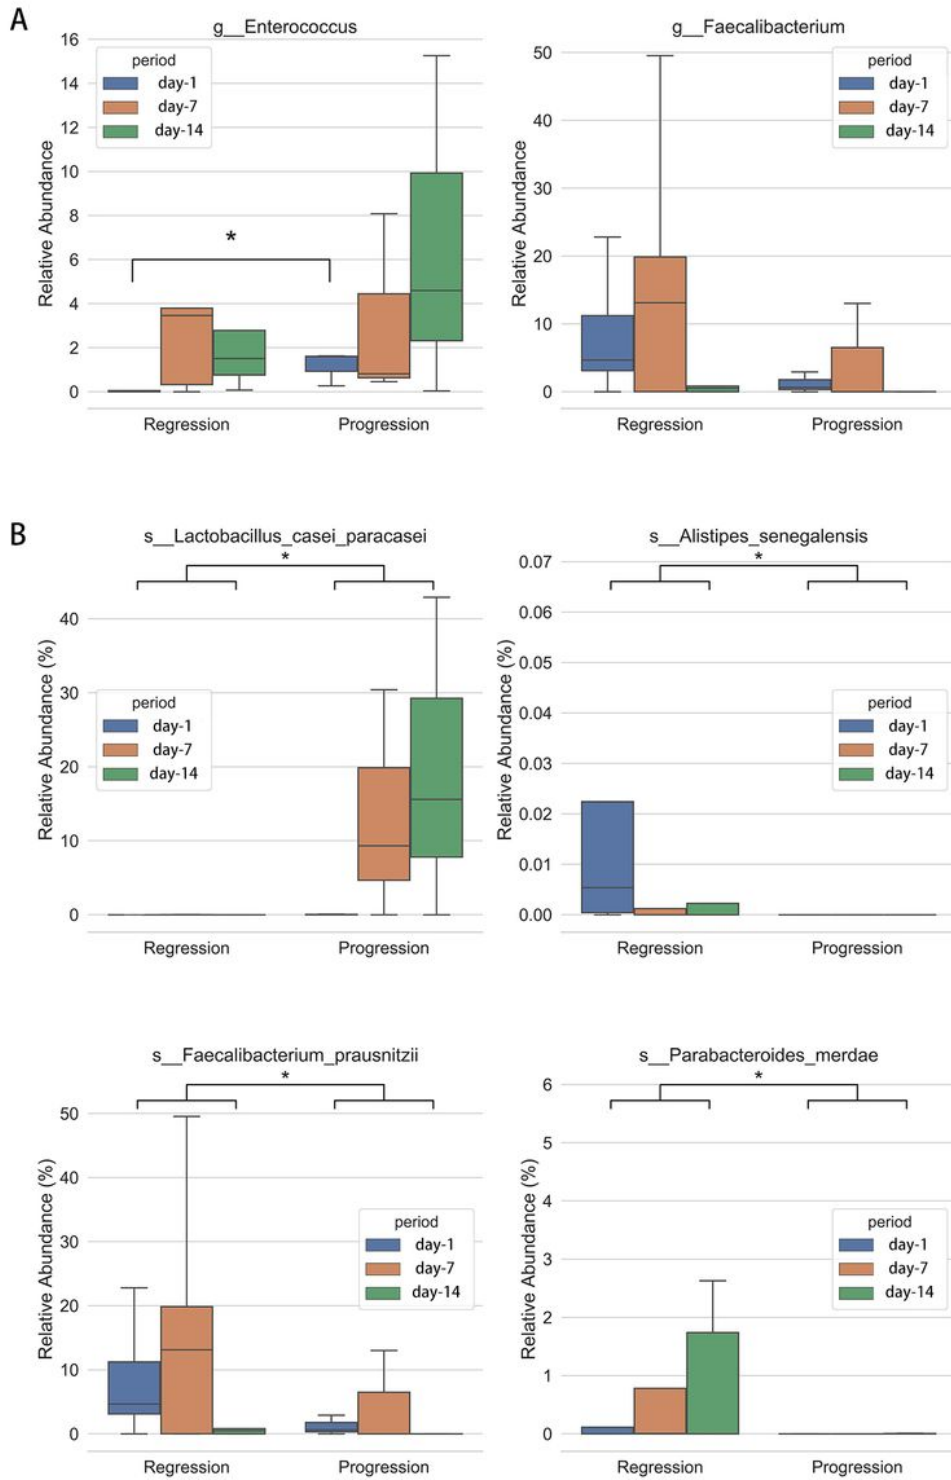 A
g__Enterococcus
16
14
12
10
8
6
4
2
0
Relative Abundance
period
day-1
day-7
day-14
*
Regression
Progression
g__Faecalibacterium
50
40
30
20
10
0
Relative Abundance
period
day-1
day-7
day-14
Regression
Progression
B
s__Lactobacillus_casei_paracasei
*
40
30
20
10
0
Relative Abundance (%)
period
day-1
day-7
day-14
Regression
Progression
s__Alistipes_senegalensis
*
0.07
0.06
0.05
0.04
0.03
0.02
0.01
0.00
Relative Abundance (%)
period
day-1
day-7
day-14
Regression
Progression
s__Faecalibacterium_prausnitzii
*
50
40
30
20
10
0
Relative Abundance (%)
period
day-1
day-7
day-14
Regression
Progression
s__Parabacteroides_merdae
*
6
5
4
3
2
1
0
Relative Abundance (%)
period
day-1
day-7
day-14
Regression
Progression